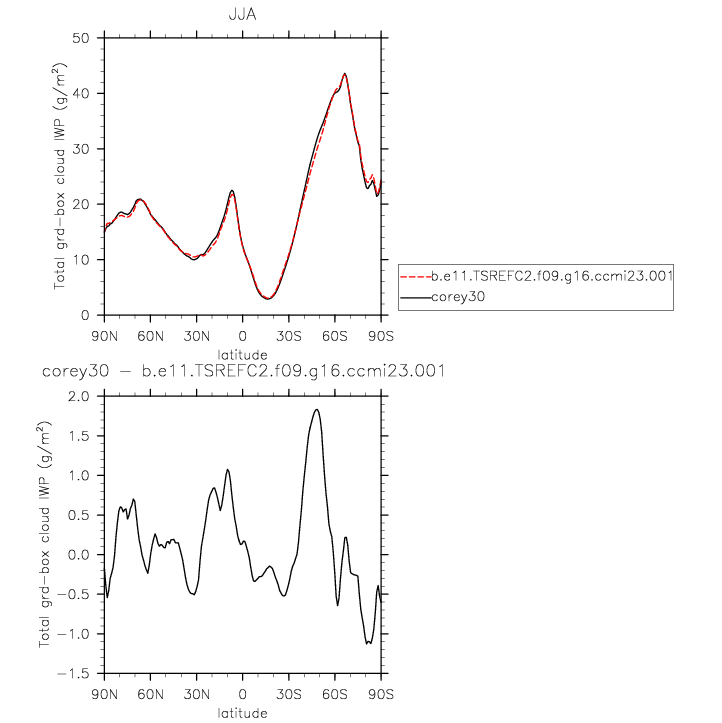 JJA
Total grd-box cloud IWP (g/m²)
50
40
30
20
10
0
90N 60N 30N 0 30S 60S 90S
latitude
b.e11.TSREFC2.f09.g16.ccmi23.001
corey30
corey30 - b.e11.TSREFC2.f09.g16.ccmi23.001
Total grd-box cloud IWP (g/m²)
2.0
1.5
1.0
0.5
0.0
-0.5
-1.0
-1.5
90N 60N 30N 0 30S 60S 90S
latitude